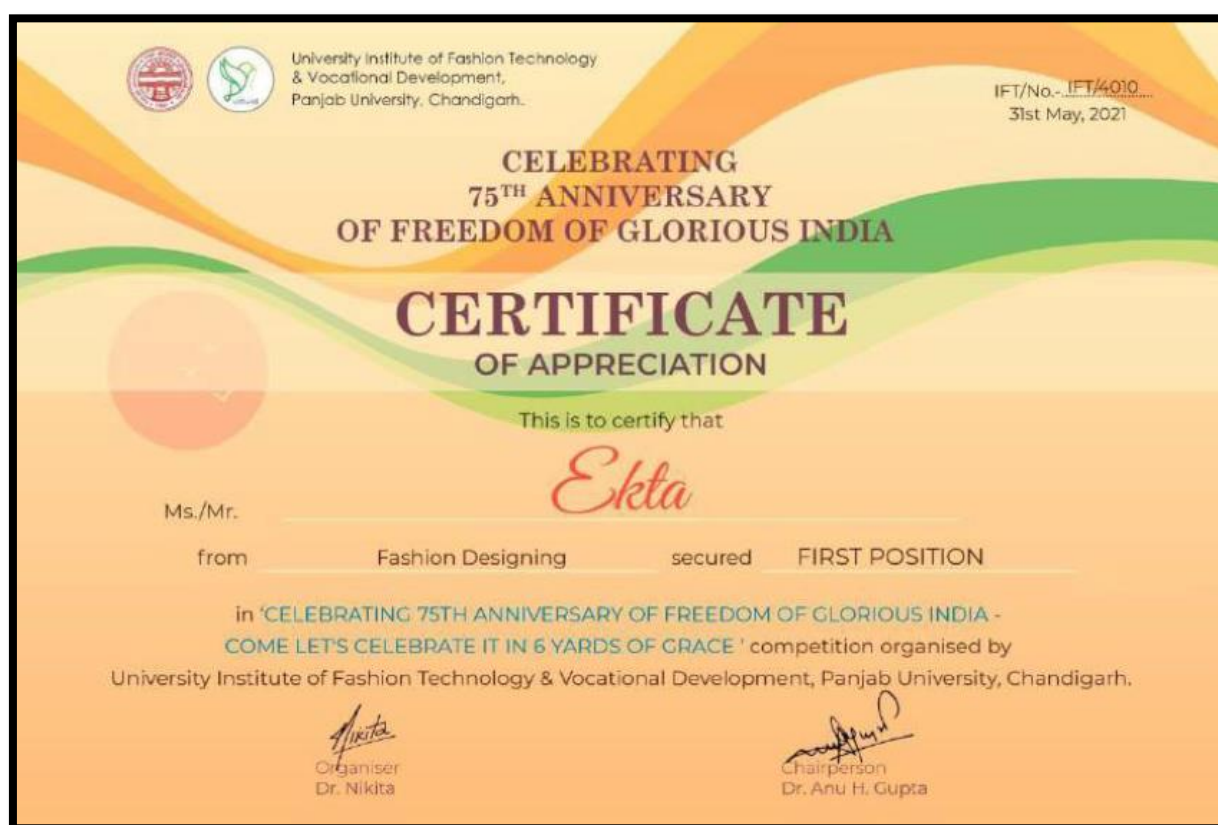 University Institute of Fashion Technology
& Vocational Development,
Panjab University, Chandigarh.
IFT/No.- IFT/4010
31st May, 2021
CELEBRATING
75TH ANNIVERSARY
OF FREEDOM OF GLORIOUS INDIA
CERTIFICATE
OF APPRECIATION
This is to certify that
Ms./Mr. Ekta
from Fashion Designing secured FIRST POSITION
in 'CELEBRATING 75TH ANNIVERSARY OF FREEDOM OF GLORIOUS INDIA -
COME LET'S CELEBRATE IT IN 6 YARDS OF GRACE ' competition organised by
University Institute of Fashion Technology & Vocational Development, Panjab University, Chandigarh.
Nikita
Organiser
Dr. Nikita
Chairperson
Dr. Anu H. Gupta